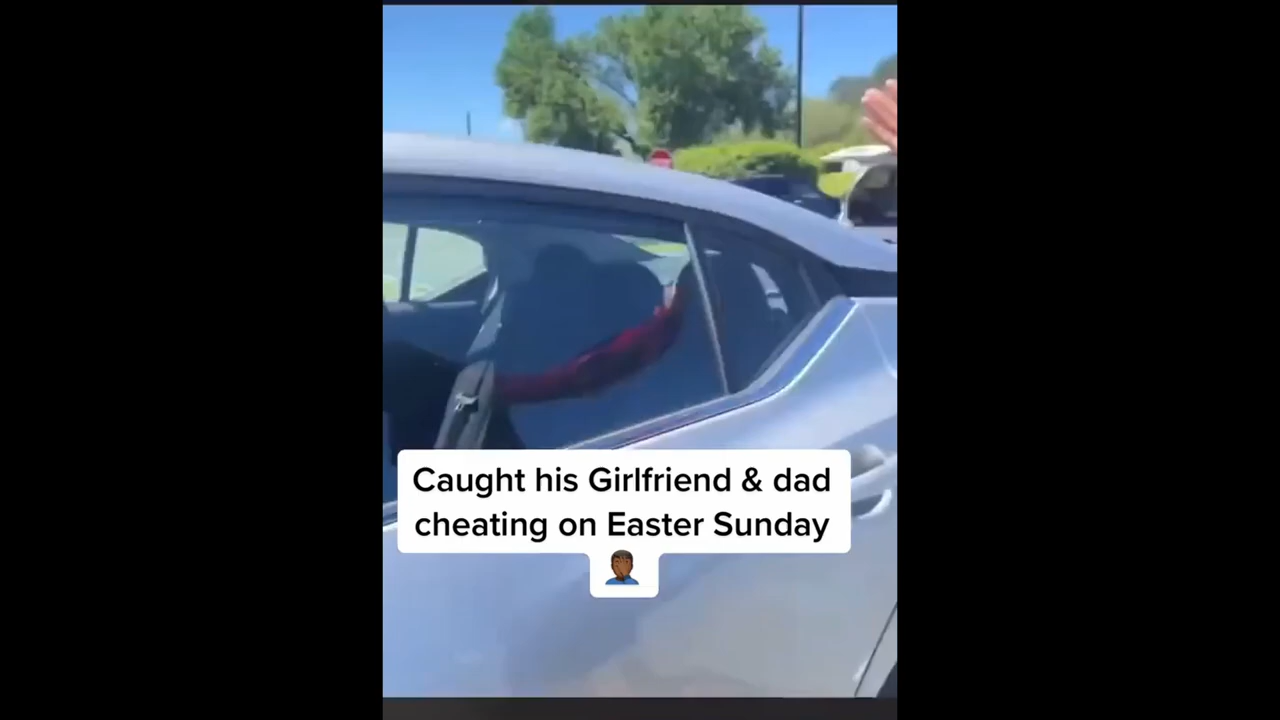 Caught his Girlfriend & dad
cheating on Easter Sunday
🤦🏾‍♂️